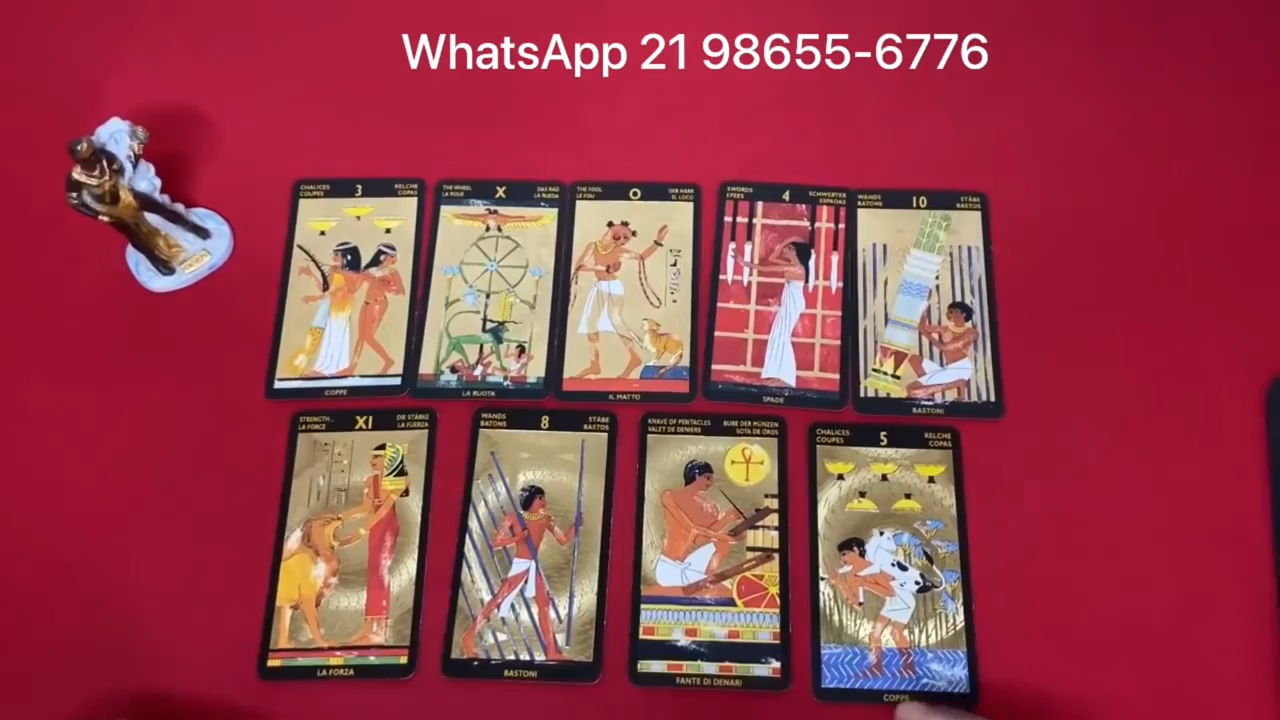 WhatsApp 21 98655-6776
CHALICES 3 KELCHE
COUPES COPAS
COPPE
THE WHEEL X DAS RAD
LA ROUE LA RUEDA
LA RUOTA
THE FOOL O DER NARR
LE FOU EL LOCO
IL MATTO
SWORDS 4 SCHWERTER
EPEES ESPADAS
SPADE
WANDS 10 STÄBE
BATONS BASTOS
BASTONI
STRENGTH XI DIE STÄRKE
LA FORCE LA FUERZA
LA FORZA
WANDS 8 STÄBE
BATONS BASTOS
BASTONI
KNAVE OF PENTACLES BUBE DER MÜNZEN
VALET DE DENIERS SOTA DE OROS
FANTE DI DENARI
CHALICES 5 KELCHE
COUPES COPAS
COPPE